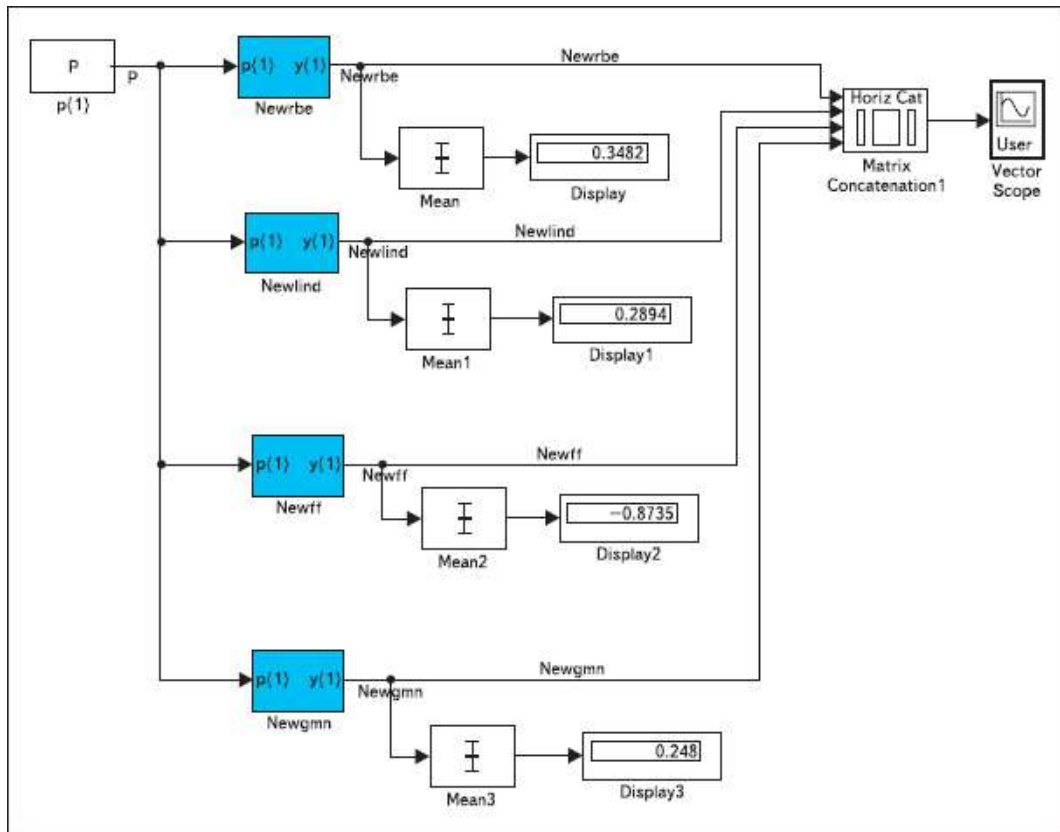 P
p{1}
P
p{1} y{1}
Newrbe
Newrbe
Newrbe
Mean
0.3482
Display
Horiz Cat
Matrix
Concatenation1
User
Vector
Scope
p{1} y{1}
Newlind
Newlind
Newlind
Mean1
0.2894
Display1
p{1} y{1}
Newff
Newff
Newff
Mean2
−0.8735
Display2
p{1} y{1}
Newgmn
Newgmn
Newgmn
Mean3
0.248
Display3